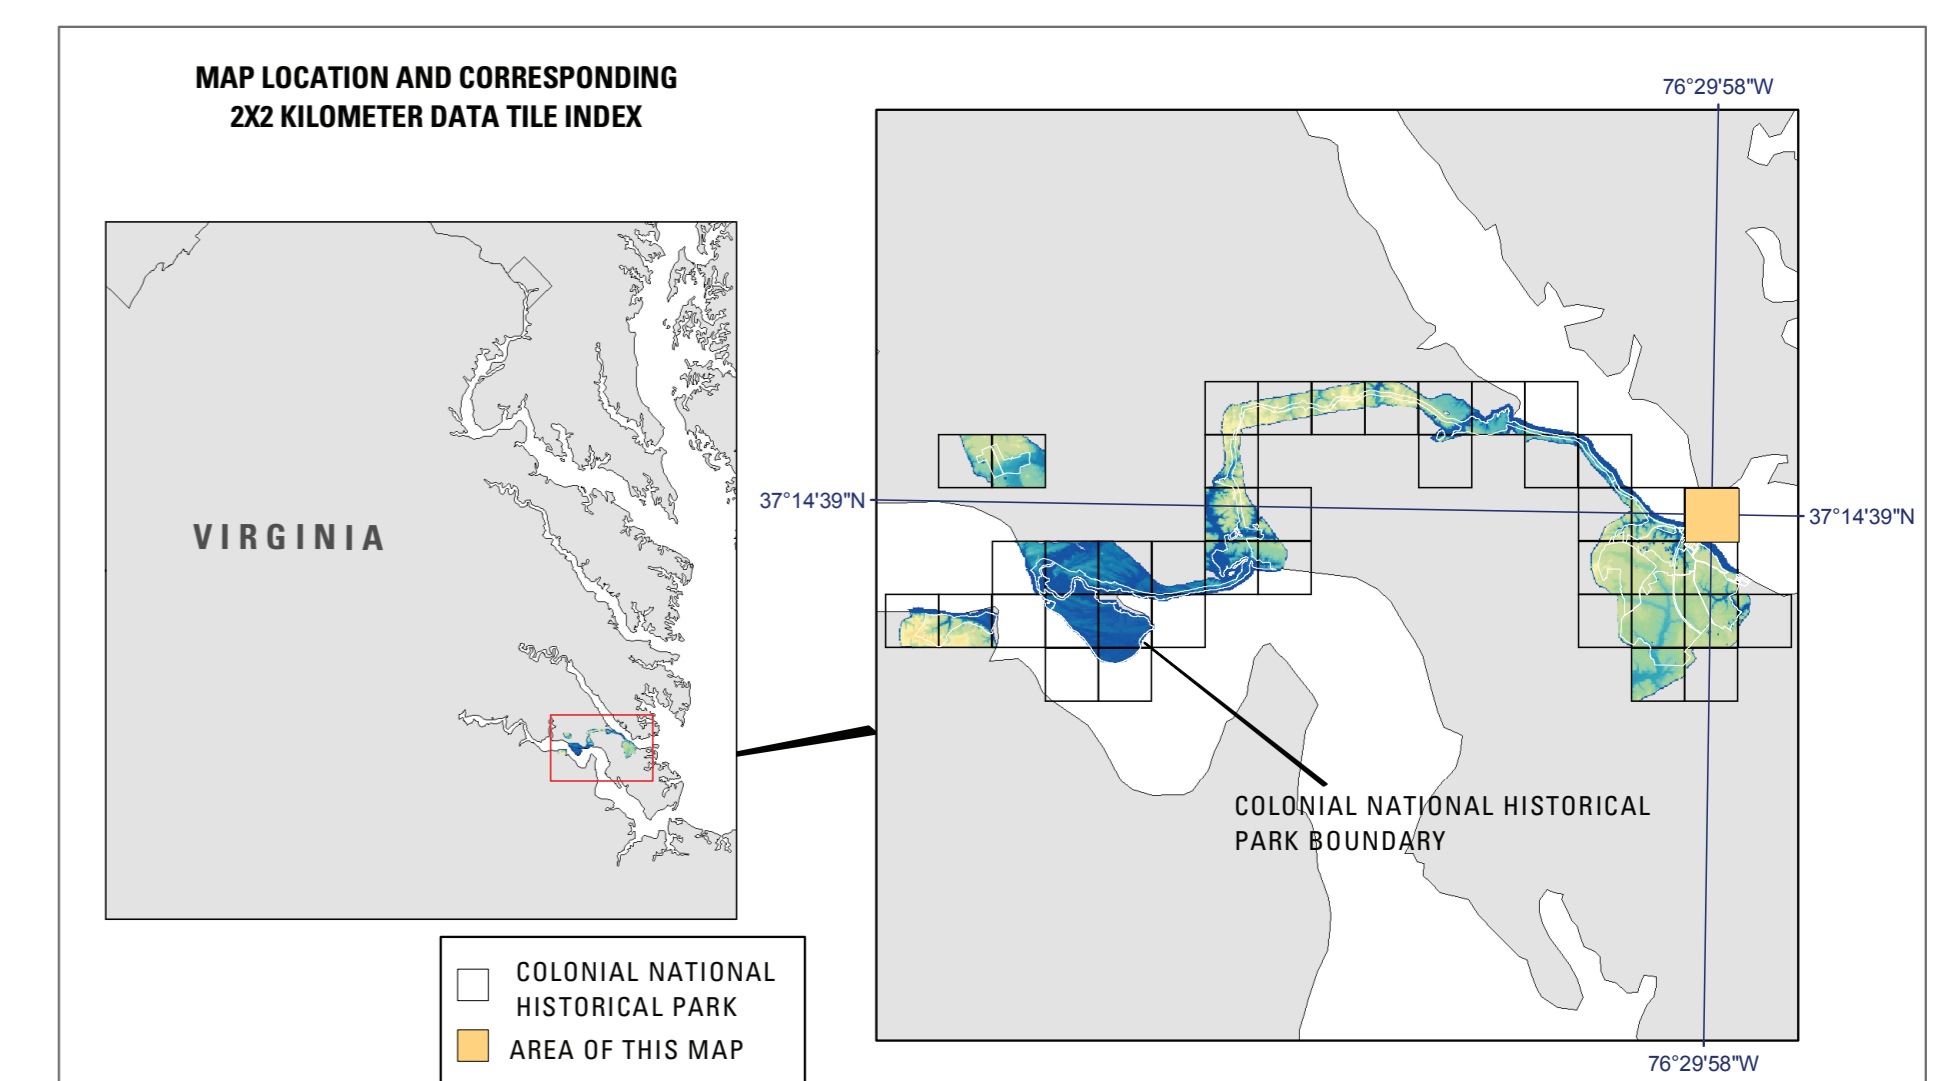 MAP LOCATION AND CORRESPONDING
2X2 KILOMETER DATA TILE INDEX
76°29'58"W
VIRGINIA
37°14'39"N
37°14'39"N
COLONIAL NATIONAL HISTORICAL
PARK BOUNDARY
COLONIAL NATIONAL
HISTORICAL PARK
AREA OF THIS MAP
76°29'58"W